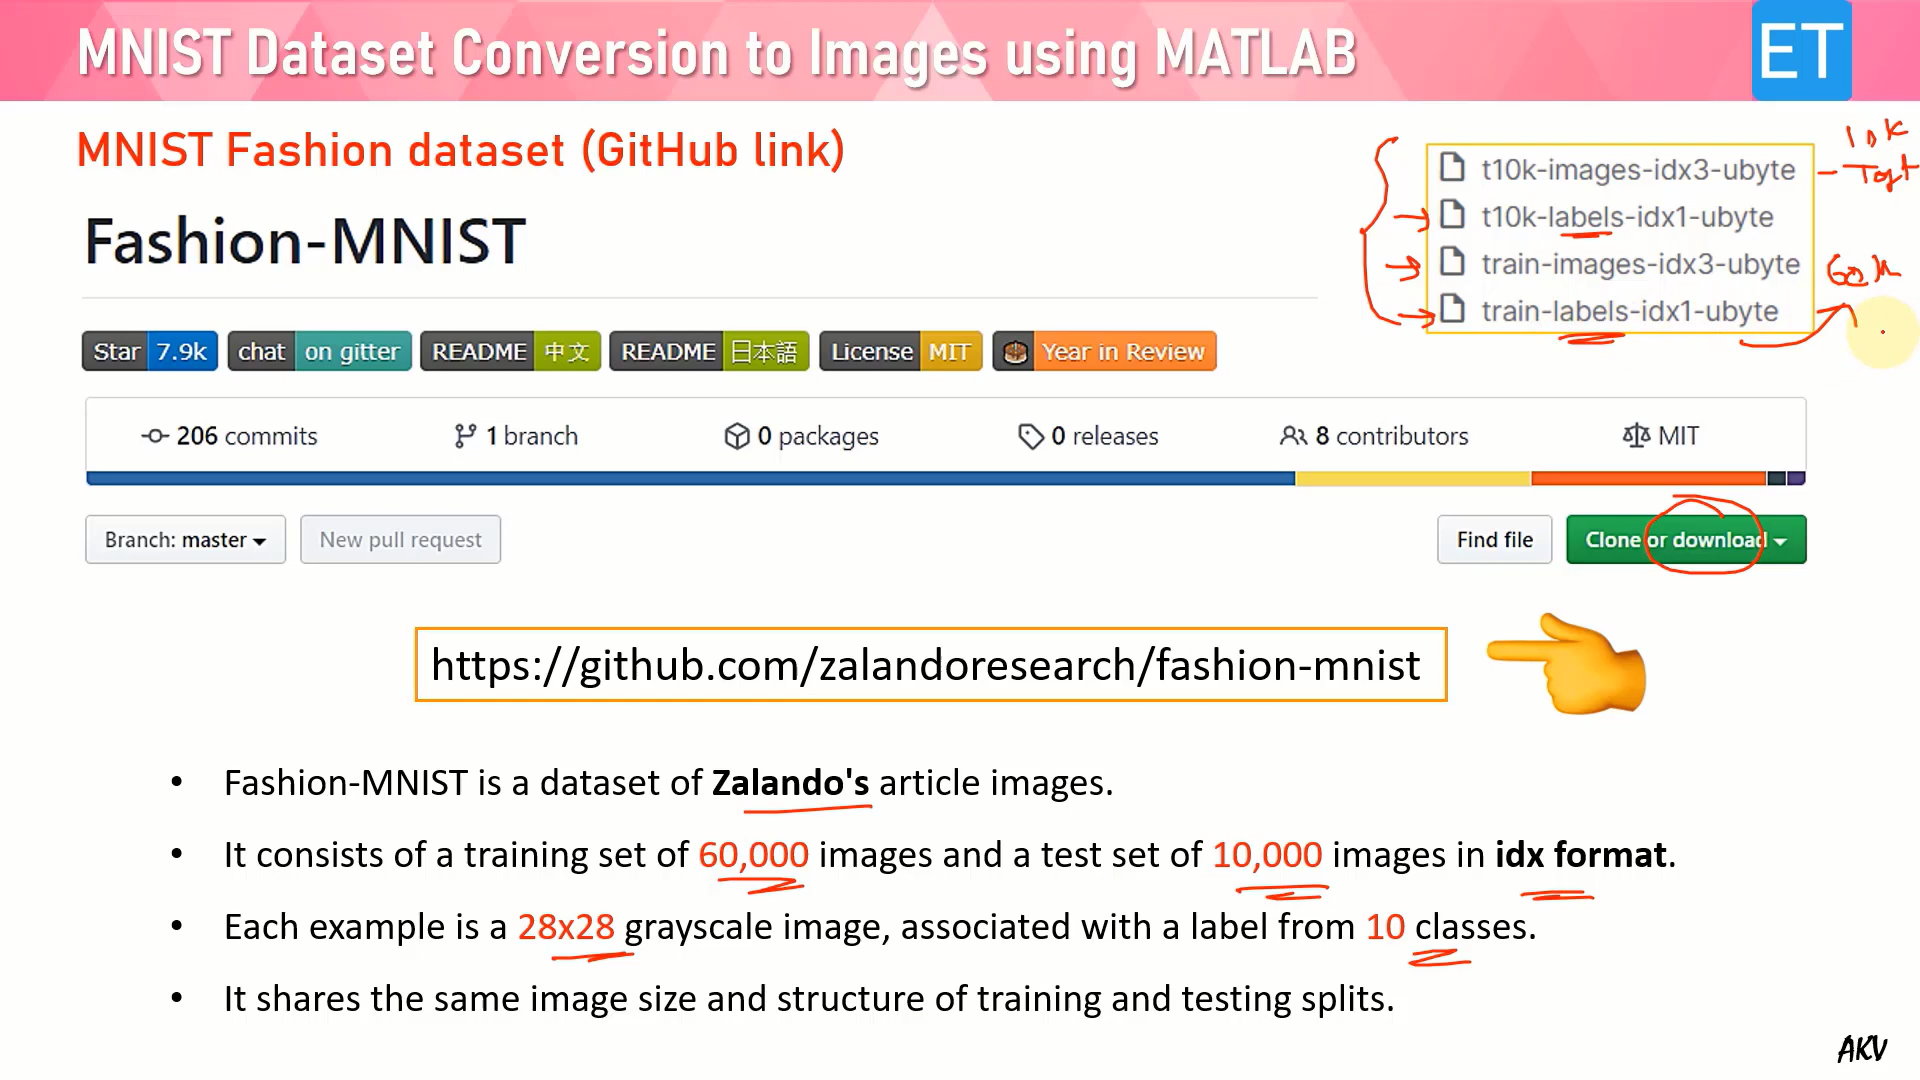 MNIST Dataset Conversion to Images using MATLAB
ET
MNIST Fashion dataset (GitHub link)
t10k-images-idx3-ubyte
t10k-labels-idx1-ubyte
train-images-idx3-ubyte
train-labels-idx1-ubyte
10K
Test
60K
Fashion-MNIST
Star 7.9k chat on gitter README 中文 README 日本語 License MIT Year in Review
206 commits 1 branch 0 packages 0 releases 8 contributors MIT
Branch: master New pull request Find file Clone or download
https://github.com/zalandoresearch/fashion-mnist
• Fashion-MNIST is a dataset of Zalando's article images.
• It consists of a training set of 60,000 images and a test set of 10,000 images in idx format.
• Each example is a 28x28 grayscale image, associated with a label from 10 classes.
• It shares the same image size and structure of training and testing splits.
AKV